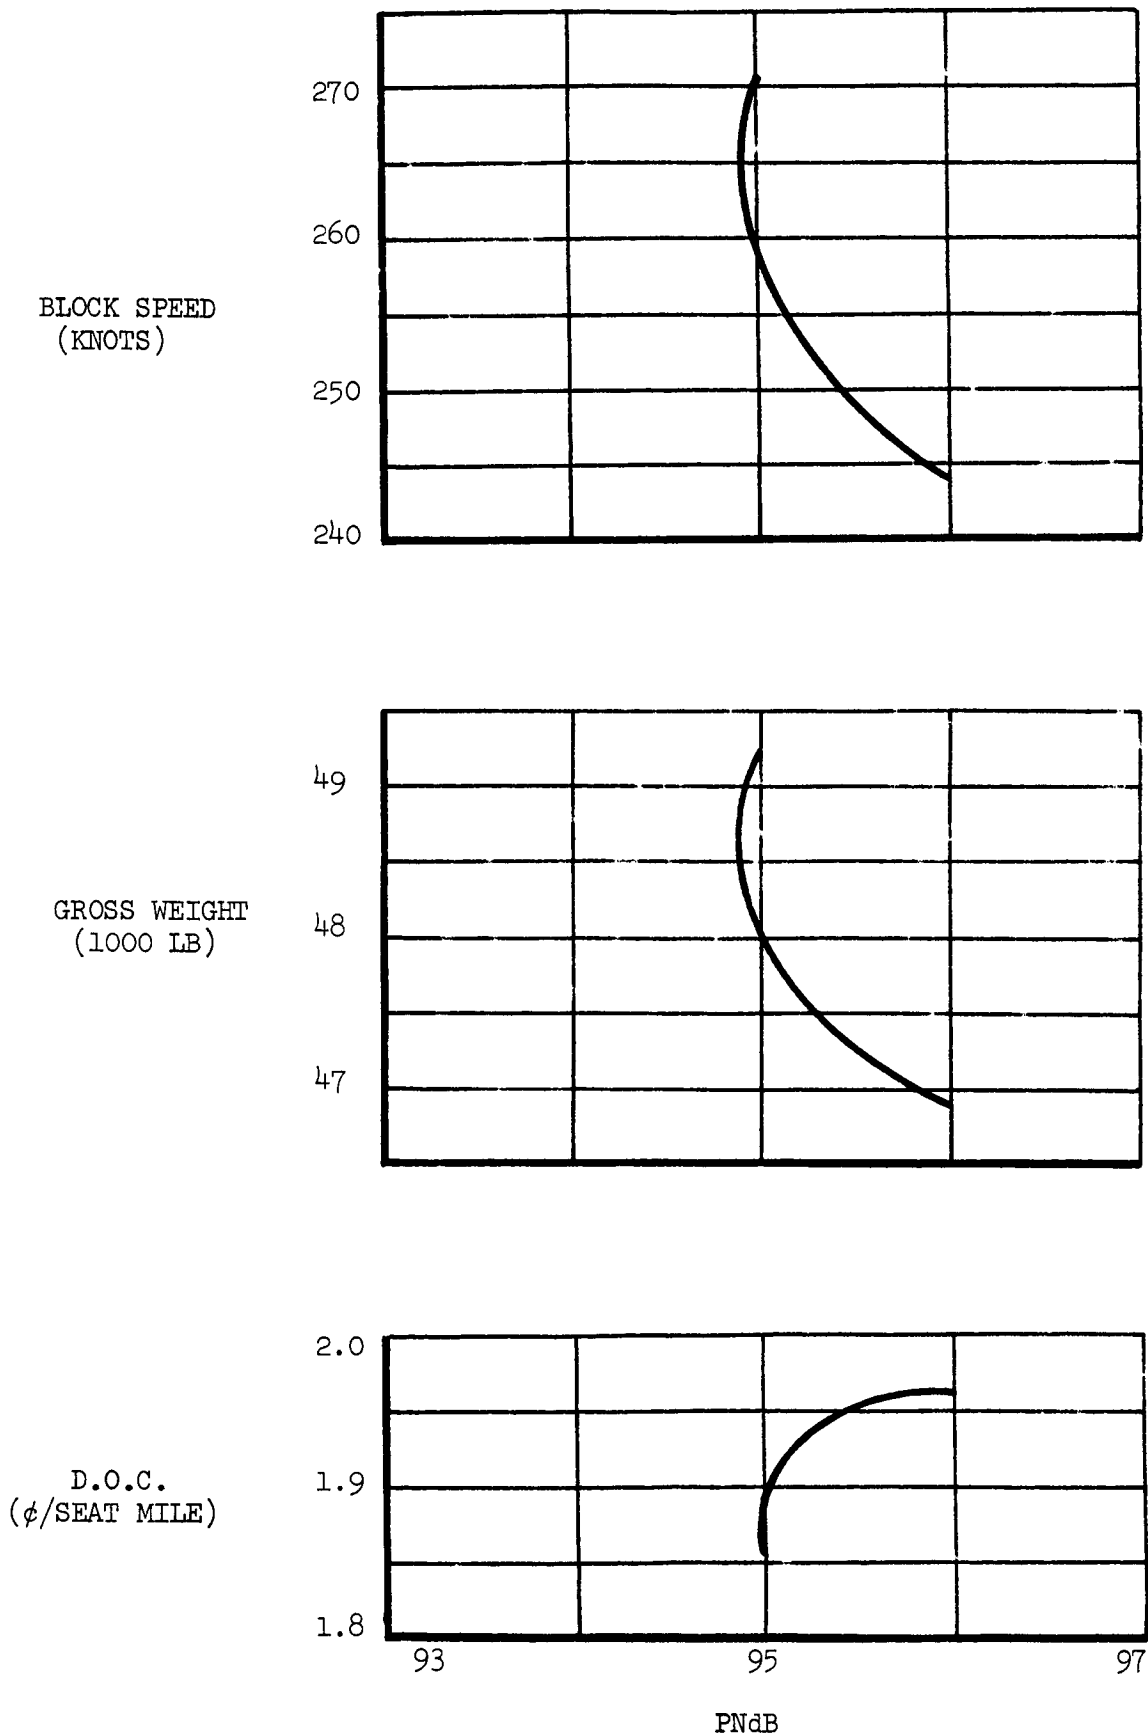 270
260
BLOCK SPEED
(KNOTS)
250
240
49
GROSS WEIGHT
(1000 LB)
48
47
2.0
D.O.C.
(¢/SEAT MILE)
1.9
1.8
93 95 97
PNdB